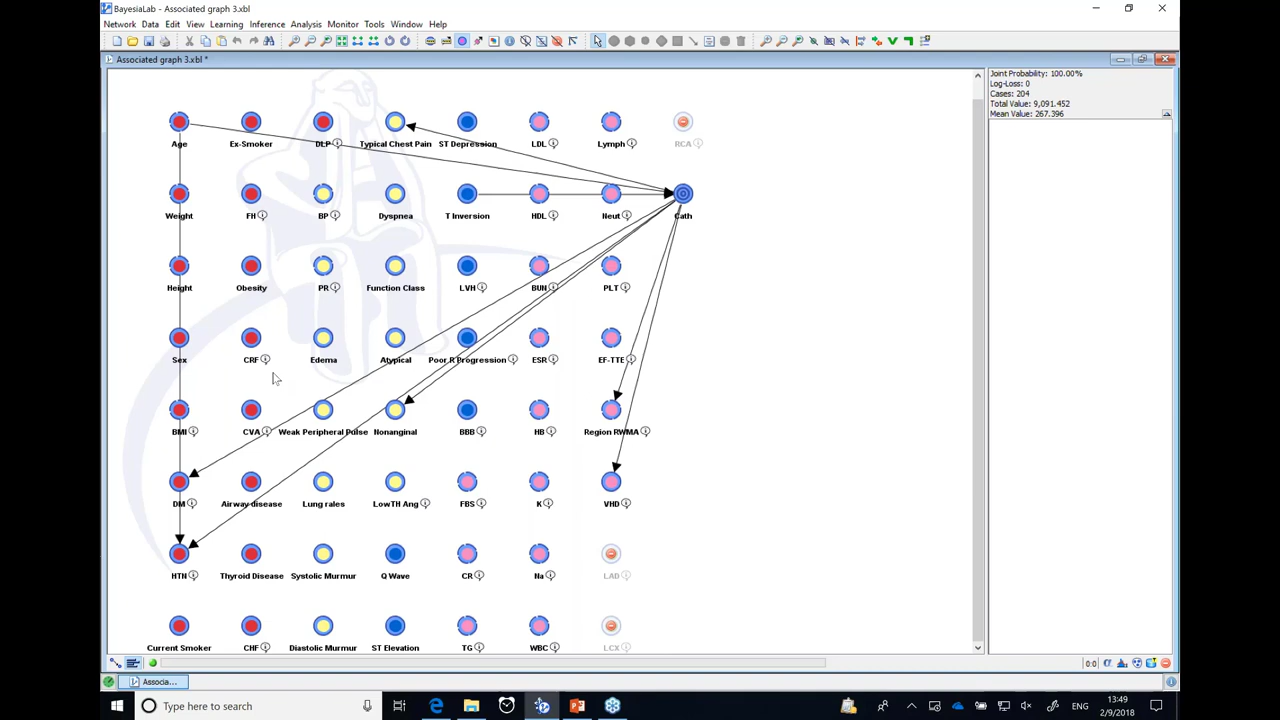 BayesiaLab - Associated graph 3.xbl
Network Data Edit View Learning Inference Analysis Monitor Tools Window Help
Associated graph 3.xbl *
Joint Probability: 100.00%
Log-Loss: 0
Cases: 204
Total Value: 9,091.452
Mean Value: 267.396
Age Ex-Smoker DLP Typical Chest Pain ST Depression LDL Lymph RCA
Weight FH BP Dyspnea T Inversion HDL Neut Cath
Height Obesity PR Function Class LVH BUN PLT
Sex CRF Edema Atypical Poor R Progression ESR EF-TTE
BMI CVA Weak Peripheral Pulse Nonanginal BBB HB Region RWMA
DM Airway disease Lung rales LowTH Ang FBS K VHD
HTN Thyroid Disease Systolic Murmur Q Wave CR Na LAD
Current Smoker CHF Diastolic Murmur ST Elevation TG WBC LCX
0:0
Associa...
Type here to search
ENG
13:49
2/9/2018